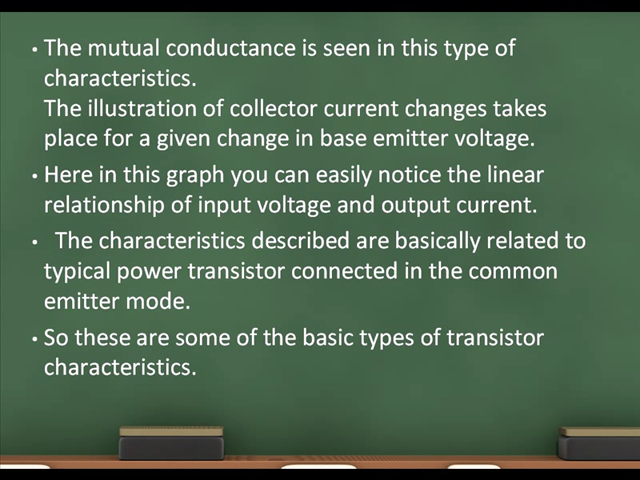 • The mutual conductance is seen in this type of
characteristics.
The illustration of collector current changes takes
place for a given change in base emitter voltage.
• Here in this graph you can easily notice the linear
relationship of input voltage and output current.
• The characteristics described are basically related to
typical power transistor connected in the common
emitter mode.
• So these are some of the basic types of transistor
characteristics.